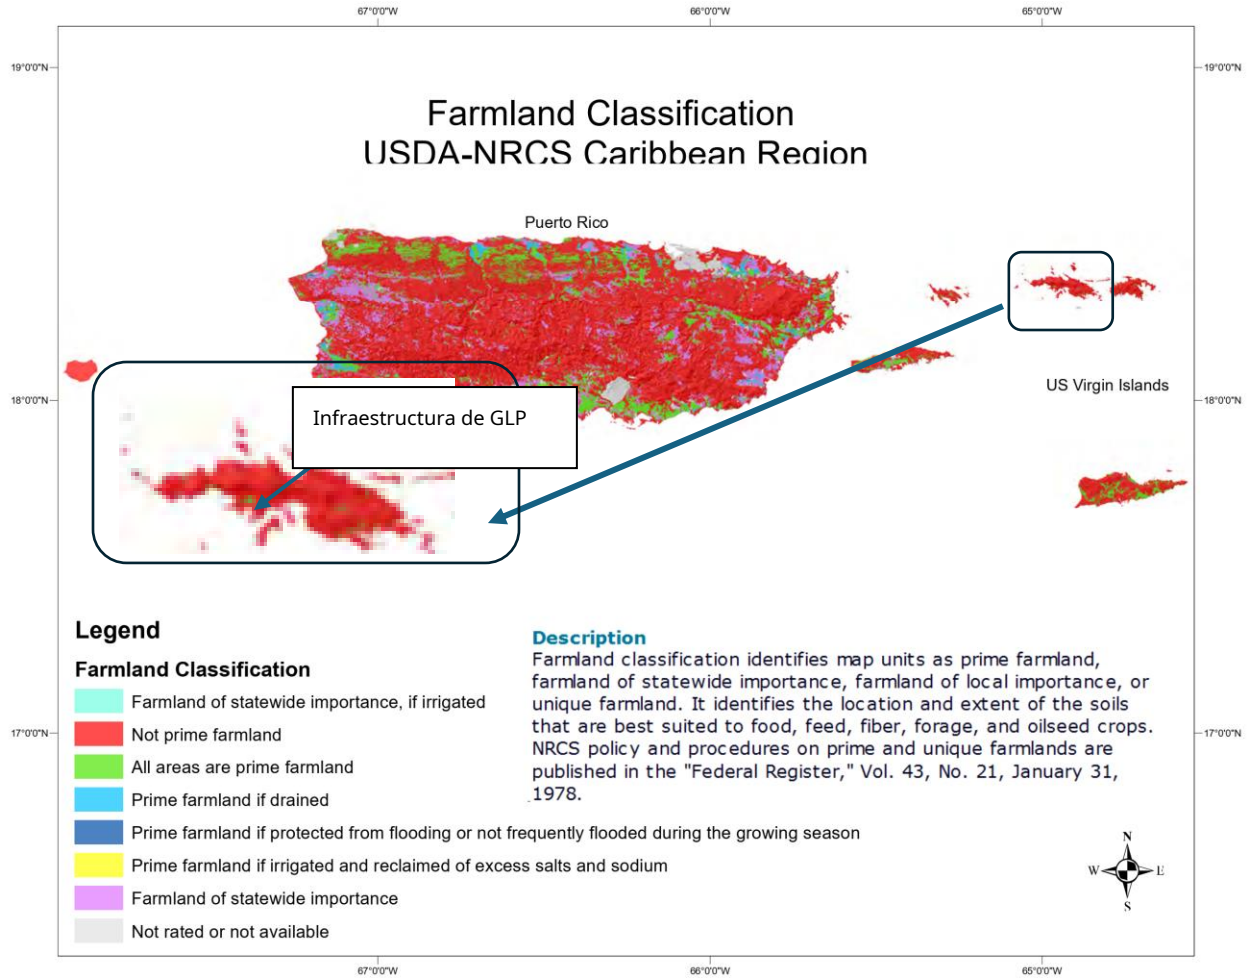 67°0'0"W 66°0'0"W 65°0'0"W
19°0'0"N 19°0'0"N
Farmland Classification
USDA-NRCS Caribbean Region
Puerto Rico
US Virgin Islands
18°0'0"N 18°0'0"N
Infraestructura de GLP
Legend
Farmland Classification
Farmland of statewide importance, if irrigated
Not prime farmland
All areas are prime farmland
Prime farmland if drained
Prime farmland if protected from flooding or not frequently flooded during the growing season
Prime farmland if irrigated and reclaimed of excess salts and sodium
Farmland of statewide importance
Not rated or not available
Description
Farmland classification identifies map units as prime farmland,
farmland of statewide importance, farmland of local importance, or
unique farmland. It identifies the location and extent of the soils
that are best suited to food, feed, fiber, forage, and oilseed crops.
NRCS policy and procedures on prime and unique farmlands are
published in the "Federal Register," Vol. 43, No. 21, January 31,
1978.
17°0'0"N 17°0'0"N
N
W E
S
67°0'0"W 66°0'0"W 65°0'0"W